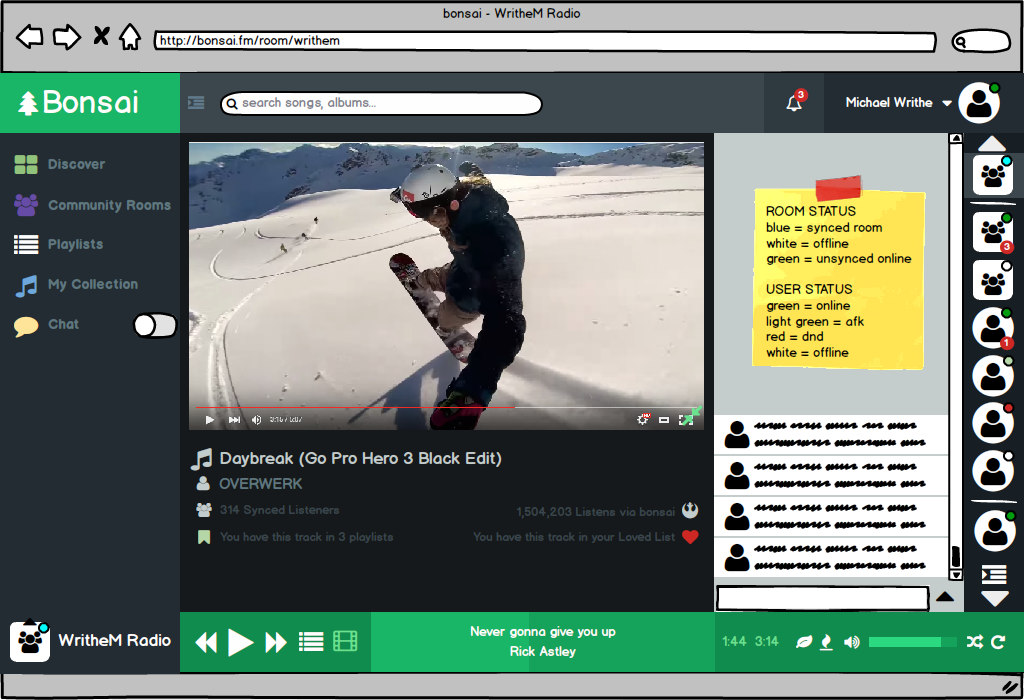 bonsai - WritheM Radio
http://bonsai.fm/room/writhem
Bonsai
search songs, albums...
3
Michael Writhe
Discover
Community Rooms
Playlists
My Collection
Chat
ROOM STATUS
blue = synced room
white = offline
green = unsynced online
USER STATUS
green = online
light green = afk
red = dnd
white = offline
3
1
Daybreak (Go Pro Hero 3 Black Edit)
OVERWERK
314 Synced Listeners
1,504,203 Listens via bonsai
You have this track in 3 playlists
You have this track in your Loved List
WritheM Radio
Never gonna give you up
Rick Astley
1:44 3:14